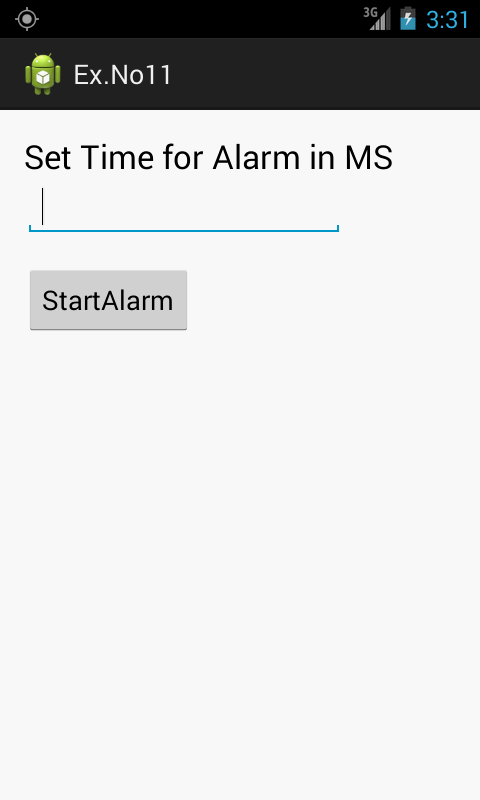 3G 3:31
Ex.No11
Set Time for Alarm in MS
StartAlarm